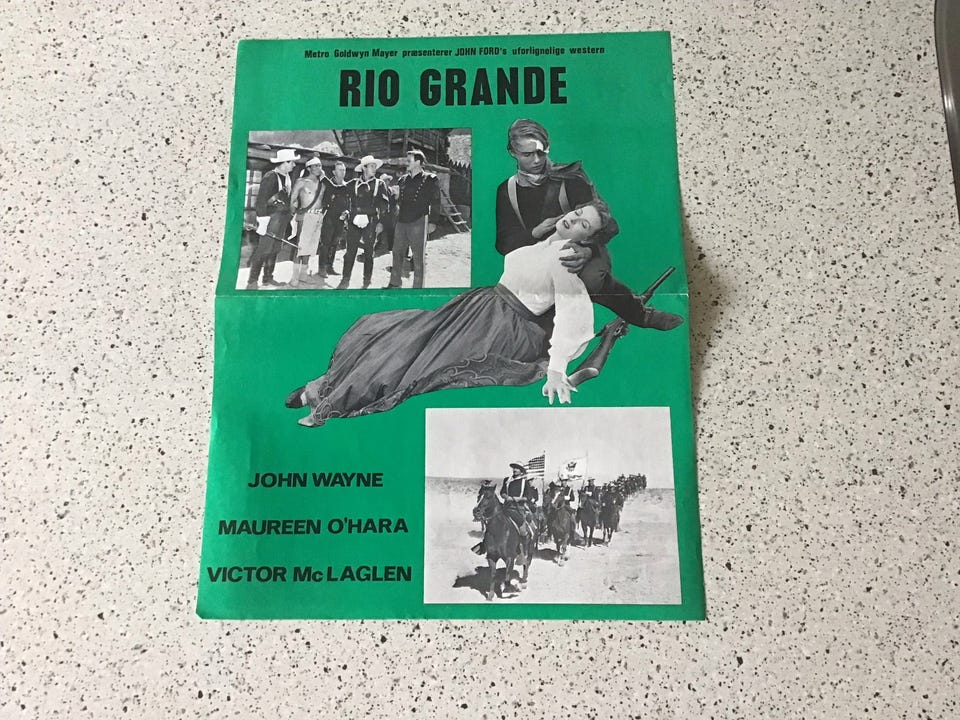 Metro Goldwyn Mayer præsenterer JOHN FORD's uforlignelige western
RIO GRANDE
JOHN WAYNE
MAUREEN O'HARA
VICTOR McLAGLEN